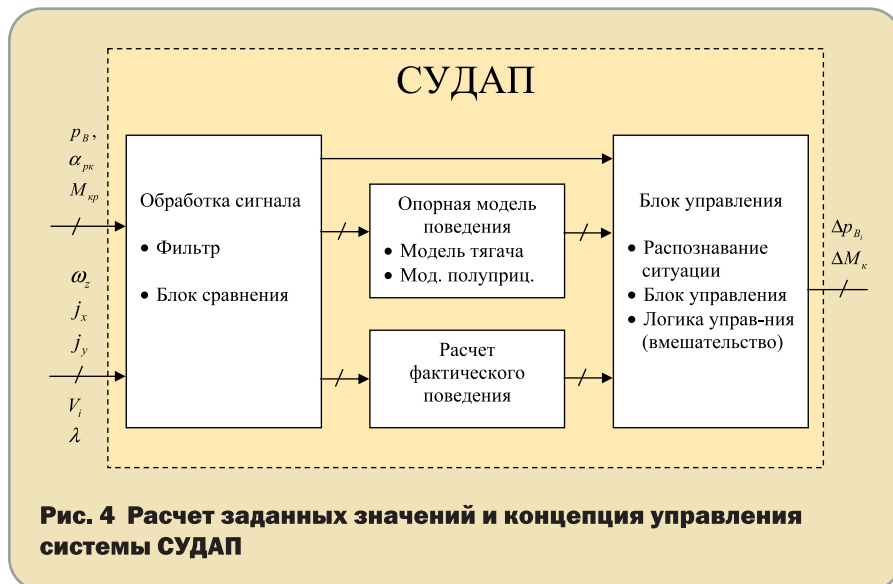 СУДАП
p_B,
α_рк
M_кр
ω_z
j_x
j_y
V_i
λ
Обработка сигнала
• Фильтр
• Блок сравнения
Опорная модель
поведения
• Модель тягача
• Мод. полуприц.
Расчет
фактического
поведения
Блок управления
• Распознавание
ситуации
• Блок управления
• Логика управ-ния
(вмешательство)
Δp_{B_i}
ΔM_к
Рис. 4 Расчет заданных значений и концепция управления
системы СУДАП